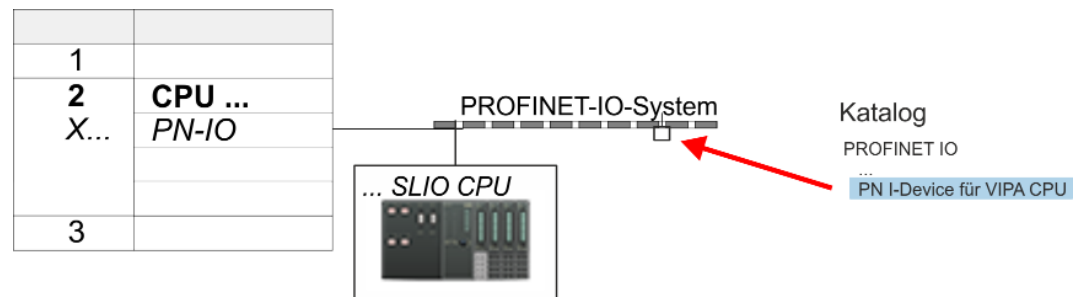 1
2 CPU ...
X... PN-IO
3
PROFINET-IO-System
... SLIO CPU
Katalog
PROFINET IO
...
PN I-Device für VIPA CPU